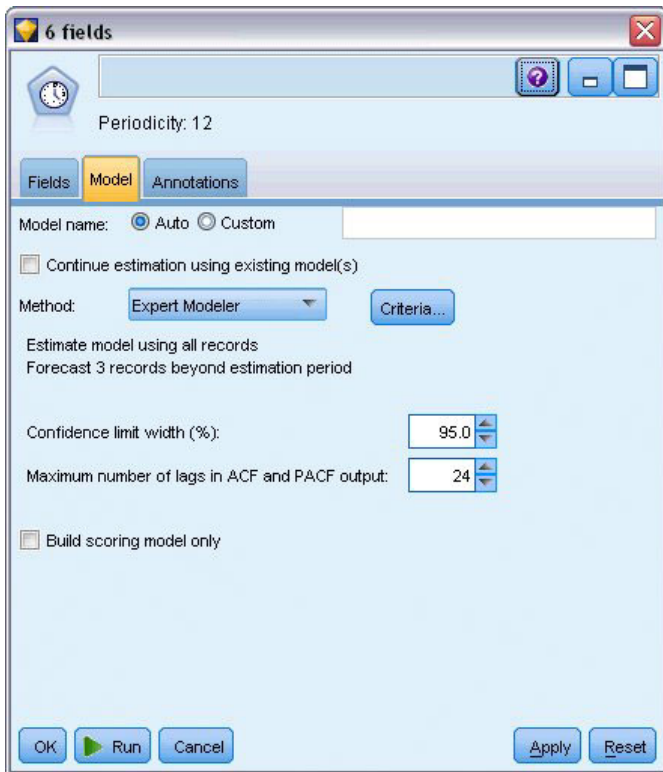 6 fields
Periodicity: 12
Fields Model Annotations
Model name: Auto Custom
Continue estimation using existing model(s)
Method: Expert Modeler Criteria...
Estimate model using all records
Forecast 3 records beyond estimation period
Confidence limit width (%): 95.0
Maximum number of lags in ACF and PACF output: 24
Build scoring model only
OK Run Cancel Apply Reset